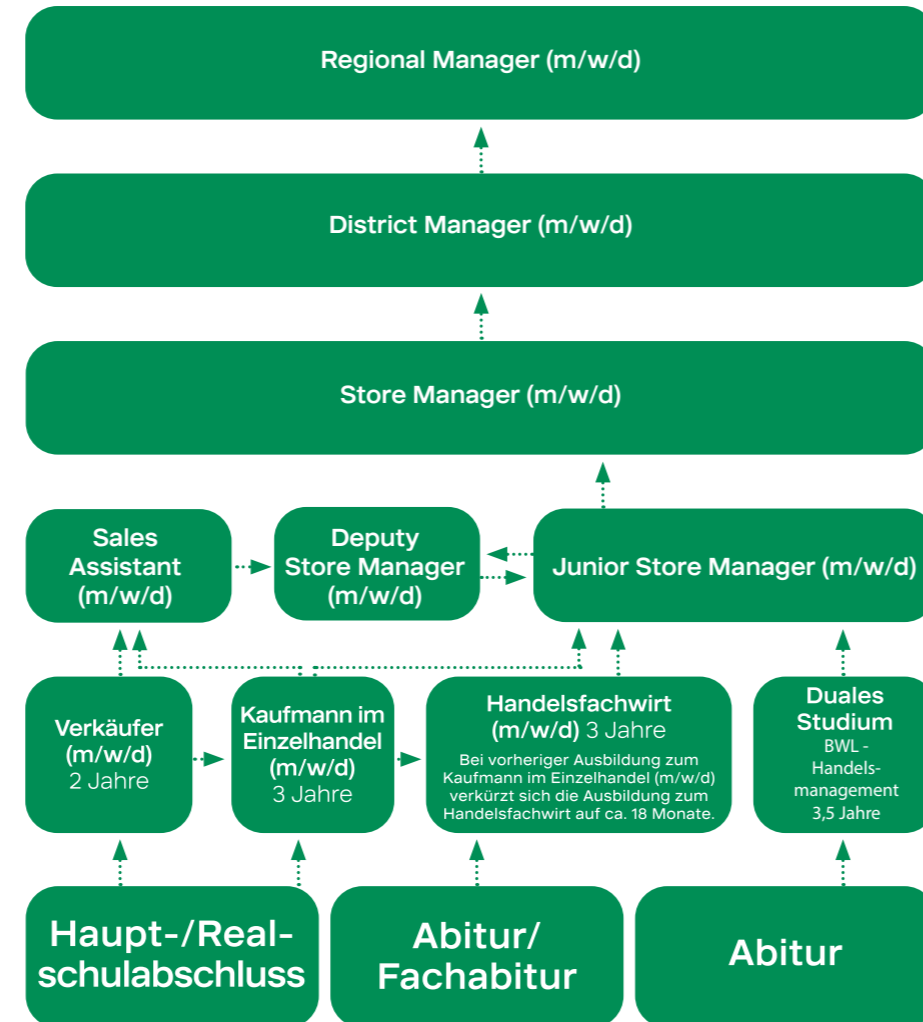 Regional Manager (m/w/d)
District Manager (m/w/d)
Store Manager (m/w/d)
Sales
Assistant
(m/w/d)
Deputy
Store Manager
(m/w/d)
Junior Store Manager (m/w/d)
Verkäufer
(m/w/d)
2 Jahre
Kaufmann im
Einzelhandel
(m/w/d)
3 Jahre
Handelsfachwirt
(m/w/d) 3 Jahre
Bei vorheriger Ausbildung zum
Kaufmann im Einzelhandel (m/w/d)
verkürzt sich die Ausbildung zum
Handelsfachwirt auf ca. 18 Monate.
Duales
Studium
BWL -
Handels-
management
3,5 Jahre
Haupt-/Real-
schulabschluss
Abitur/
Fachabitur
Abitur